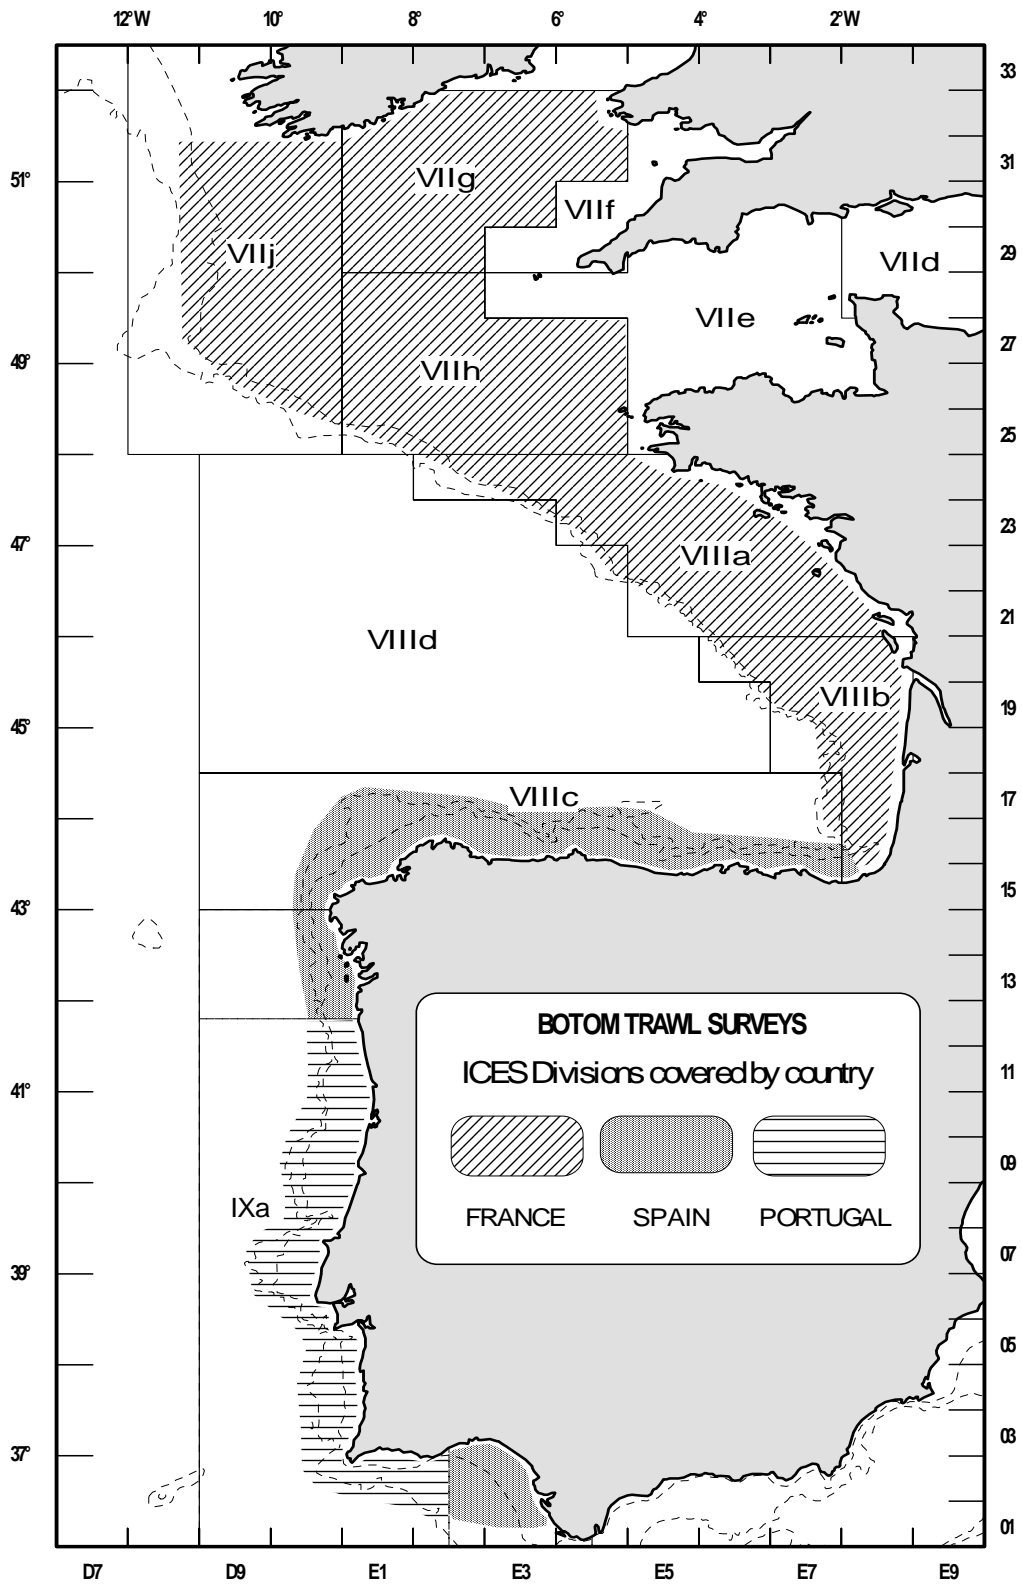 12°W 10° 8° 6° 4° 2°W
33
VIIg
31
51°
VIIf
VIIj
29
VIId
VIIe
27
49°
VIIh
25
23
47°
VIIIa
21
VIIId
VIIIb
19
45°
VIIIc
17
15
43°
13
BOTOM TRAWL SURVEYS
ICES Divisions covered by country
11
41°
09
IXa
FRANCE SPAIN PORTUGAL
07
39°
05
03
37°
01
D7 D9 E1 E3 E5 E7 E9